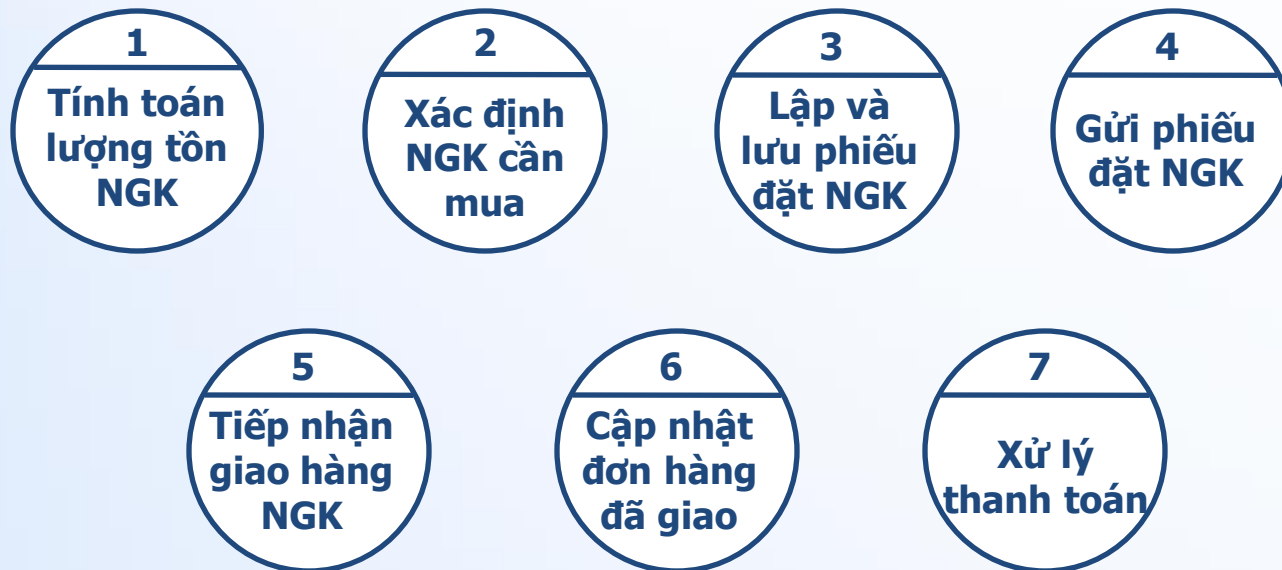 1
Tính toán
lượng tồn
NGK
2
Xác định
NGK cần
mua
3
Lập và
lưu phiếu
đặt NGK
4
Gửi phiếu
đặt NGK
5
Tiếp nhận
giao hàng
NGK
6
Cập nhật
đơn hàng
đã giao
7
Xử lý
thanh toán